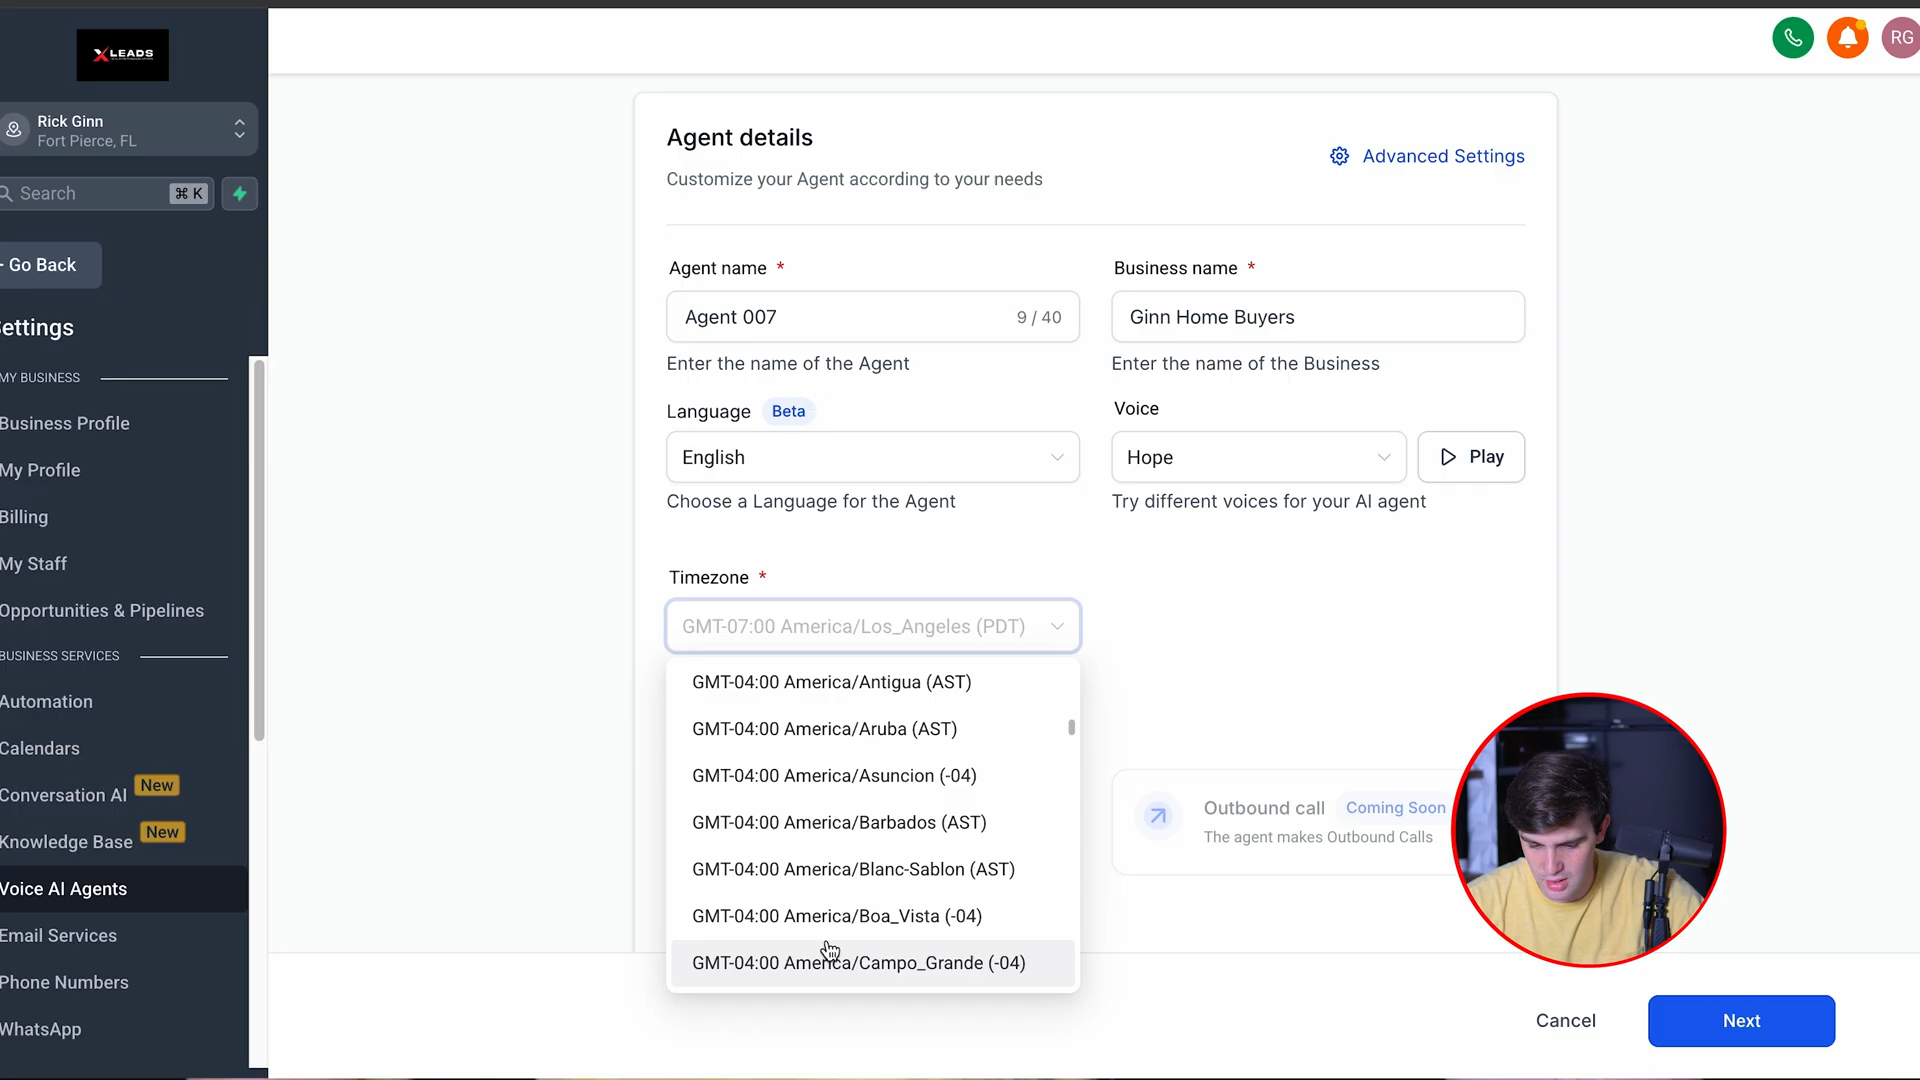 XLEADS
RG
Rick Ginn
Fort Pierce, FL
Search
⌘ K
Go Back
ettings
MY BUSINESS
Business Profile
My Profile
Billing
My Staff
Opportunities & Pipelines
BUSINESS SERVICES
Automation
Calendars
Conversation AI New
Knowledge Base New
Voice AI Agents
Email Services
Phone Numbers
WhatsApp
Agent details
Customize your Agent according to your needs
Advanced Settings
Agent name *
Agent 007
9 / 40
Enter the name of the Agent
Business name *
Ginn Home Buyers
Enter the name of the Business
Language Beta
English
Choose a Language for the Agent
Voice
Hope
Play
Try different voices for your AI agent
Timezone *
GMT-07:00 America/Los_Angeles (PDT)
GMT-04:00 America/Antigua (AST)
GMT-04:00 America/Aruba (AST)
GMT-04:00 America/Asuncion (-04)
GMT-04:00 America/Barbados (AST)
GMT-04:00 America/Blanc-Sablon (AST)
GMT-04:00 America/Boa_Vista (-04)
GMT-04:00 America/Campo_Grande (-04)
Outbound call Coming Soon
The agent makes Outbound Calls
Cancel
Next